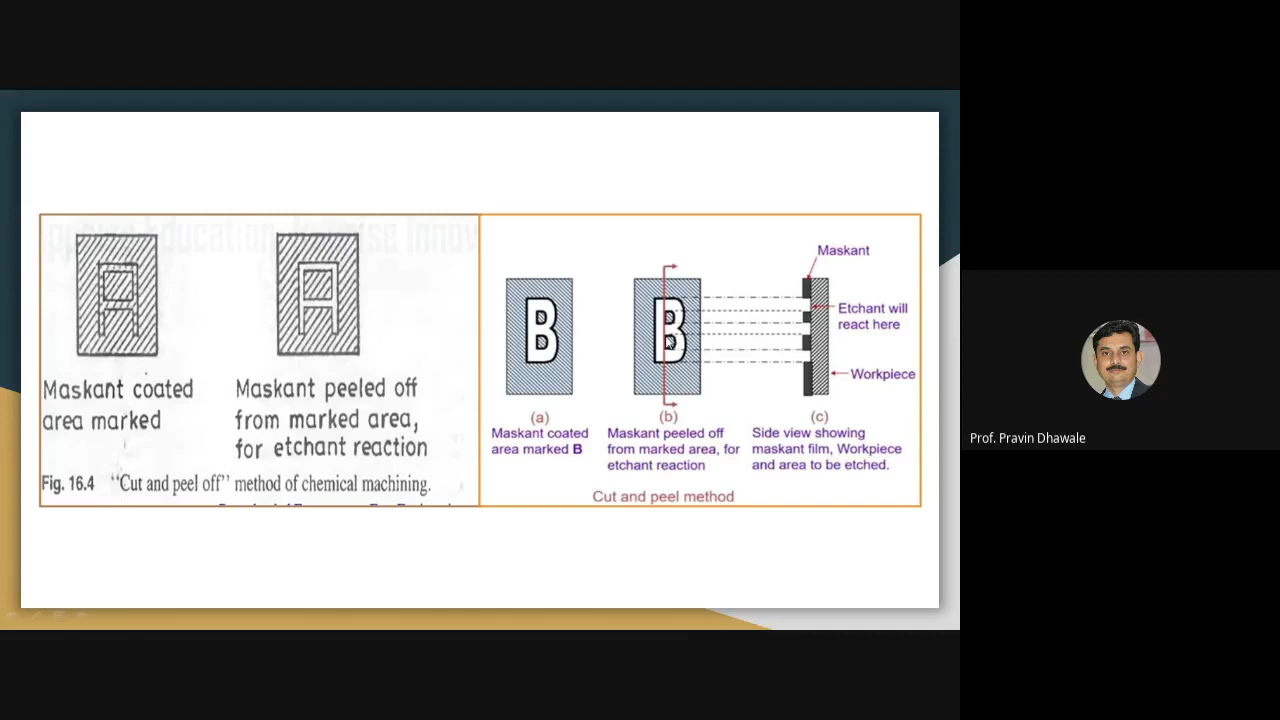 Maskant coated
area marked
Maskant peeled off
from marked area,
for etchant reaction
Fig. 16.4 "Cut and peel off" method of chemical machining.
B
B
Maskant
Etchant will
react here
Workpiece
(a)
Maskant coated
area marked B
(b)
Maskant peeled off
from marked area, for
etchant reaction
(c)
Side view showing
maskant film, Workpiece
and area to be etched.
Cut and peel method
Prof. Pravin Dhawale